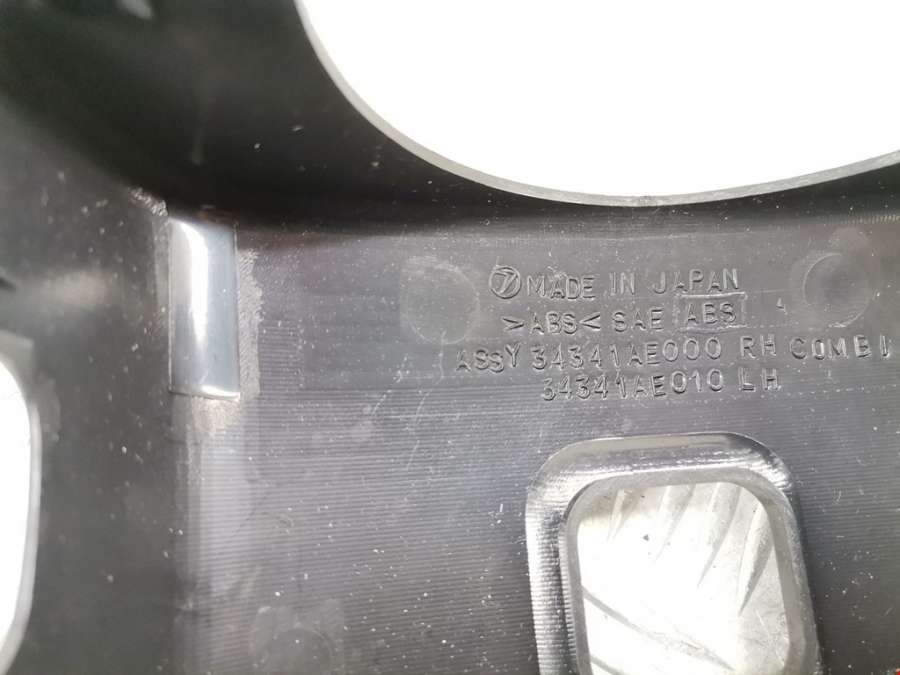 MADE IN JAPAN
>ABS< SAE ABS
ASSY 34341AE000 RH COMBI
34341AE010 LH